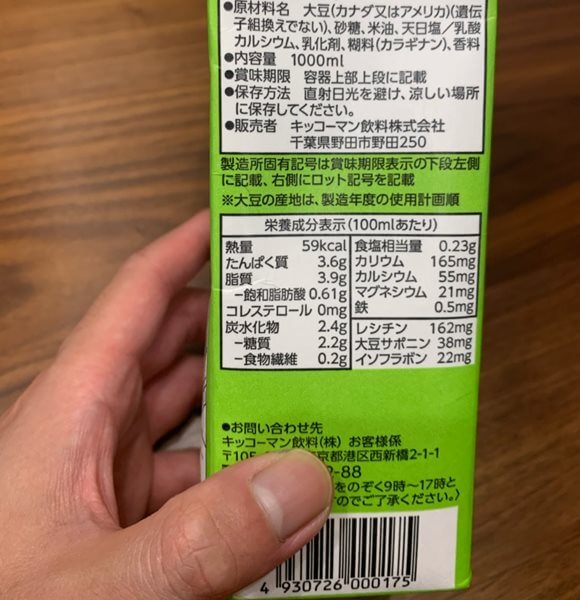 ●原材料名 大豆(カナダ又はアメリカ)(遺伝
子組換えでない)、砂糖、米油、天日塩／乳酸
カルシウム、乳化剤、糊料(カラギナン)、香料
●内容量 1000ml
●賞味期限 容器上部上段に記載
●保存方法 直射日光を避け、涼しい場所
に保存してください。
●販売者 キッコーマン飲料株式会社
千葉県野田市野田250
製造所固有記号は賞味期限表示の下段左側
に記載、右側にロット記号を記載
※大豆の産地は、製造年度の使用計画順
栄養成分表示(100mlあたり)
熱量 59kcal
たんぱく質 3.6g
脂質 3.9g
−飽和脂肪酸 0.61g
コレステロール 0mg
炭水化物 2.4g
−糖質 2.2g
−食物繊維 0.2g
食塩相当量 0.23g
カリウム 165mg
カルシウム 55mg
マグネシウム 21mg
鉄 0.5mg
レシチン 162mg
大豆サポニン 38mg
イソフラボン 22mg
●お問い合わせ先
キッコーマン飲料(株) お客様係
〒105 京都港区西新橋2-1-1
-88
をのぞく9時〜17時と
のでご了承ください。〉
4 930726 000175